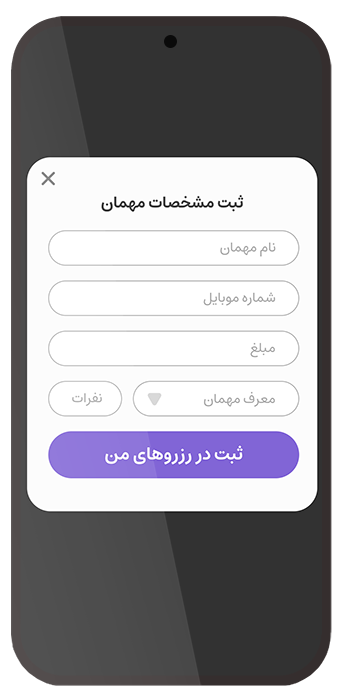 ثبت مشخصات مهمان
نام مهمان
شماره موبایل
مبلغ
معرف مهمان
نفرات
ثبت در رزروهای من